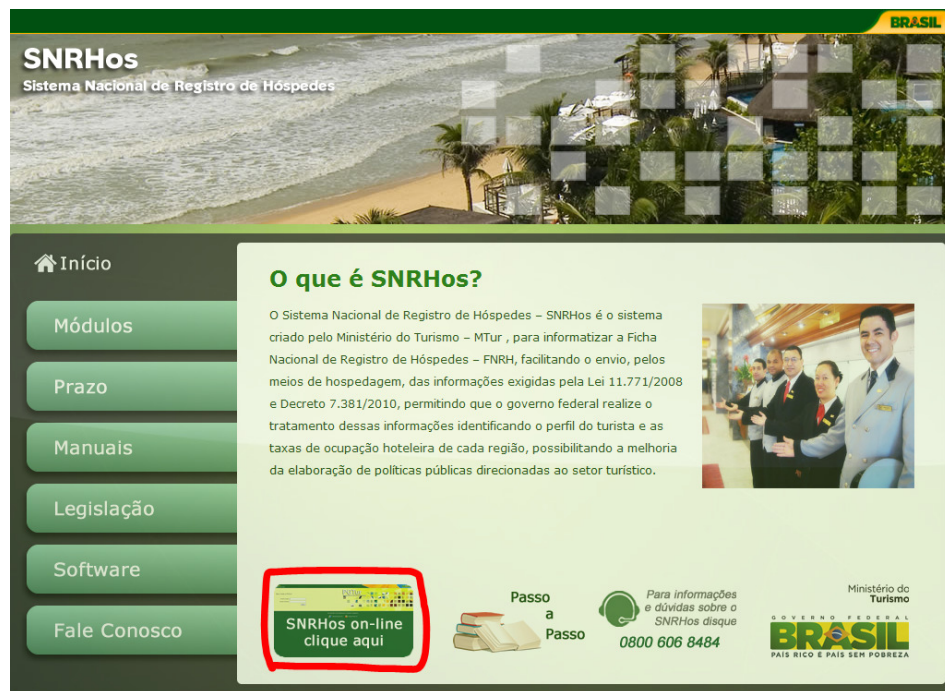 BRASIL
SNRHos
Sistema Nacional de Registro de Hóspedes
Início
Módulos
Prazo
Manuais
Legislação
Software
Fale Conosco
O que é SNRHos?
O Sistema Nacional de Registro de Hóspedes – SNRHos é o sistema
criado pelo Ministério do Turismo – MTur , para informatizar a Ficha
Nacional de Registro de Hóspedes – FNRH, facilitando o envio, pelos
meios de hospedagem, das informações exigidas pela Lei 11.771/2008
e Decreto 7.381/2010, permitindo que o governo federal realize o
tratamento dessas informações identificando o perfil do turista e as
taxas de ocupação hoteleira de cada região, possibilitando a melhoria
da elaboração de políticas públicas direcionadas ao setor turístico.
SNRHos on-line
clique aqui
Passo
a
Passo
Para informações
e dúvidas sobre o
SNRHos disque
0800 606 8484
Ministério do
Turismo
GOVERNO FEDERAL
BRASIL
PAÍS RICO É PAÍS SEM POBREZA